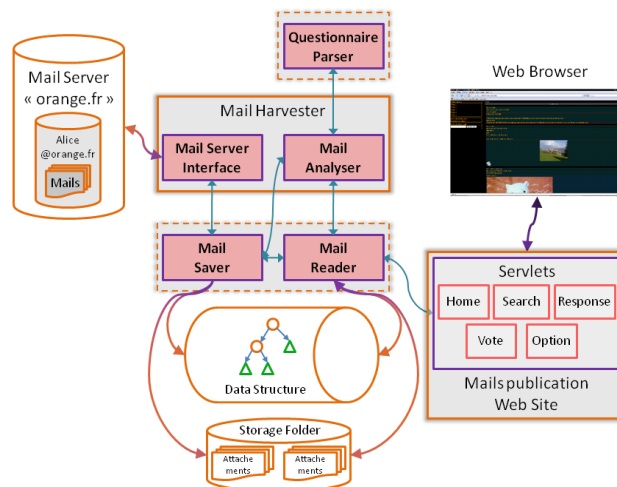 Questionnaire
Parser
Mail Server
« orange.fr »
Alice
@orange.fr
Mails
Mail Harvester
Mail Server
Interface
Mail
Analyser
Web Browser
Mail
Saver
Mail
Reader
Servlets
Home
Search
Response
Vote
Option
Mails publication
Web Site
Data Structure
Storage Folder
Attache
ments
Attache
ments